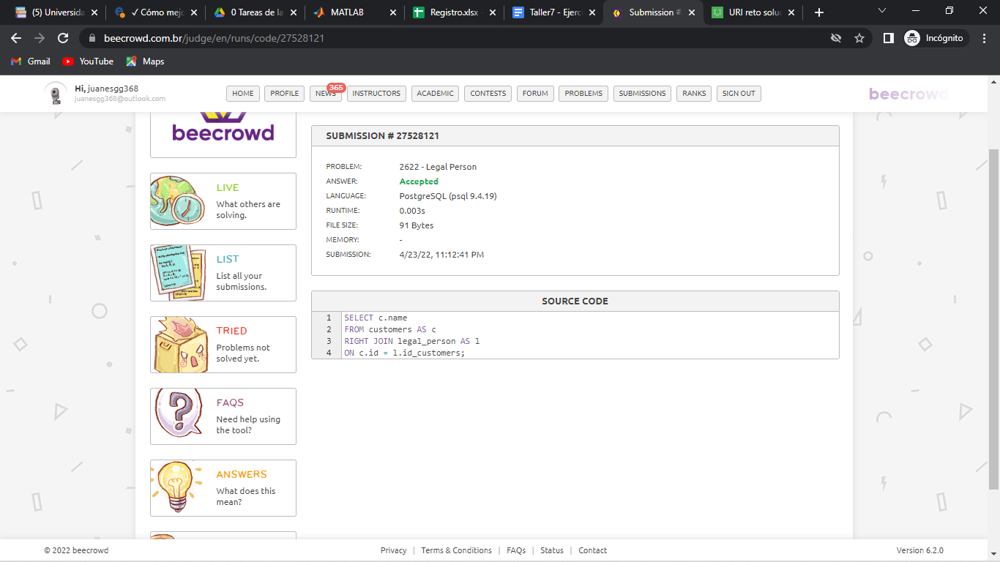 (5) Universida
✓ Cómo mejo
0 Tareas de la
MATLAB
Registro.xlsx -
Taller7 - Ejerci
Submission #
URI reto soluc
beecrowd.com.br/judge/en/runs/code/27528121
Incógnito
Gmail
YouTube
Maps
Hi, juanesgg368
juanesgg368@outlook.com
HOME
PROFILE
NEWS
365
INSTRUCTORS
ACADEMIC
CONTESTS
FORUM
PROBLEMS
SUBMISSIONS
RANKS
SIGN OUT
beecrowd
beecrowd
LIVE
What others are
solving.
LIST
List all your
submissions.
TRIED
Problems not
solved yet.
FAQS
Need help using
the tool?
ANSWERS
What does this
mean?
SUBMISSION # 27528121
PROBLEM: 2622 - Legal Person
ANSWER: Accepted
LANGUAGE: PostgreSQL (psql 9.4.19)
RUNTIME: 0.003s
FILE SIZE: 91 Bytes
MEMORY: -
SUBMISSION: 4/23/22, 11:12:41 PM
SOURCE CODE
1 SELECT c.name
2 FROM customers AS c
3 RIGHT JOIN legal_person AS l
4 ON c.id = l.id_customers;
© 2022 beecrowd
Privacy | Terms & Conditions | FAQs | Status | Contact
Version 6.2.0